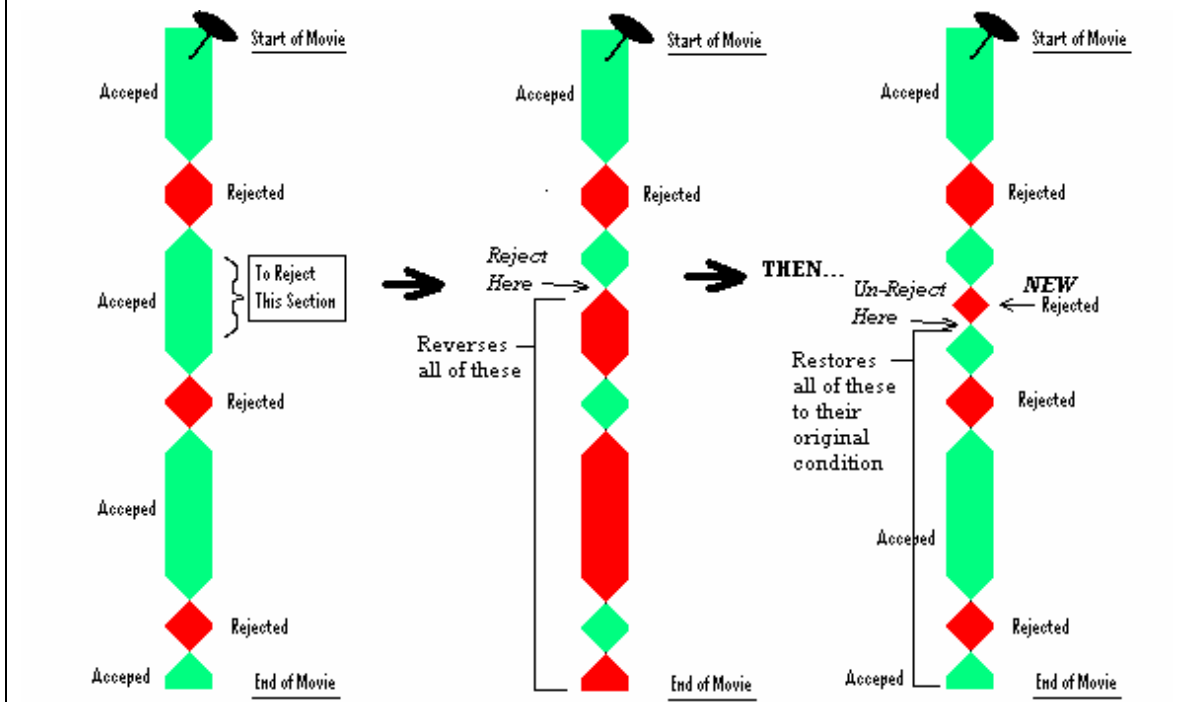 Start of Movie
Acceped
Rejected
To Reject
This Section
Acceped
Rejected
Acceped
Rejected
Acceped
End of Movie
Start of Movie
Acceped
Rejected
Reject
Here
Reverses
all of these
End of Movie
THEN...
Start of Movie
Acceped
Rejected
NEW
Rejected
Un-Reject
Here
Restores
all of these
to their
original
condition
Rejected
Acceped
Rejected
Acceped
End of Movie